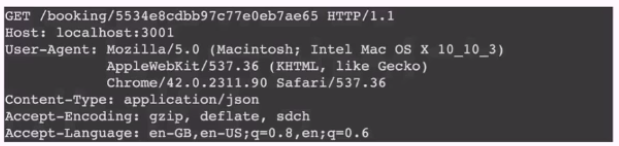 GET /booking/5534e8cdbb97c77e0eb7ae65 HTTP/1.1
Host: localhost:3001
User-Agent: Mozilla/5.0 (Macintosh; Intel Mac OS X 10_10_3)
AppleWebKit/537.36 (KHTML, like Gecko)
Chrome/42.0.2311.90 Safari/537.36
Content-Type: application/json
Accept-Encoding: gzip, deflate, sdch
Accept-Language: en-GB,en-US;q=0.8,en;q=0.6